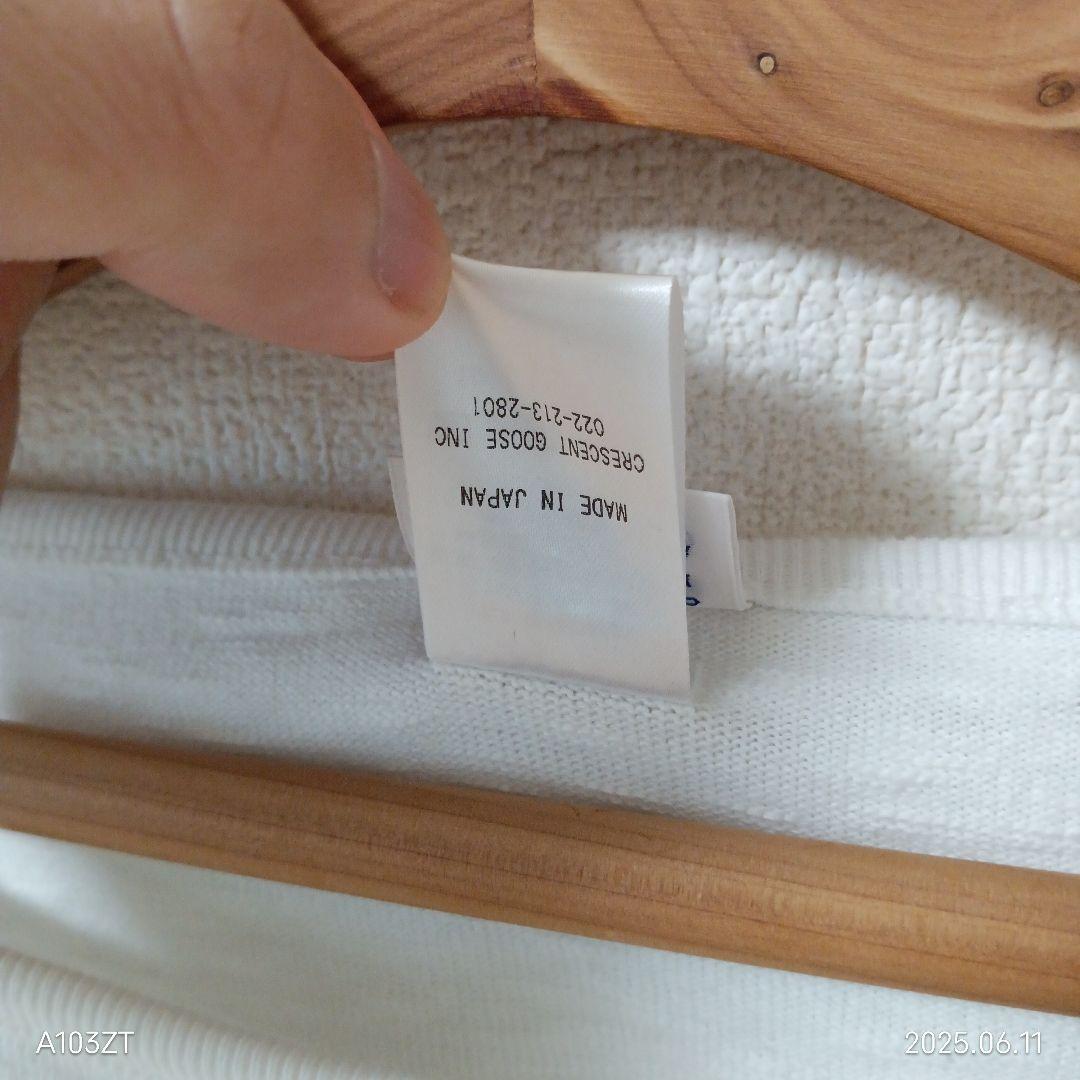 MADE IN JAPAN
CRESCENT GOOSE INC
022-213-2801
A103ZT
2025.06.11